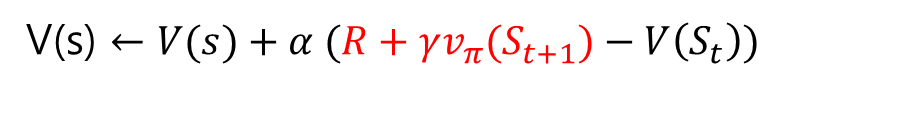 V(s) ← V(s) + α (R + γv_π(S_{t+1}) − V(S_t))